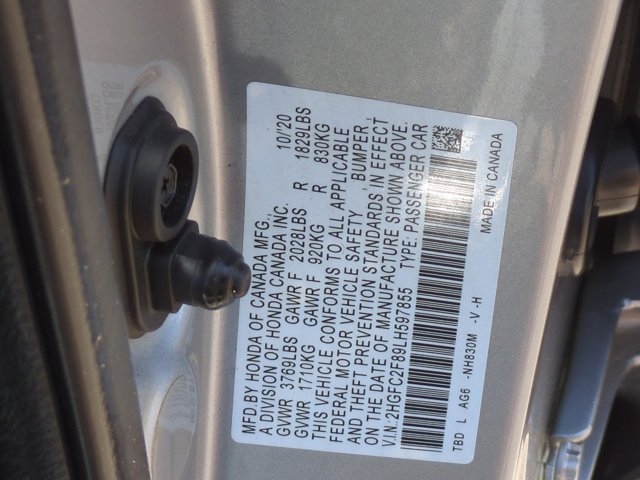 MFD BY HONDA OF CANADA MFG., 10/'20
A DIVISION OF HONDA CANADA INC.
GVWR 3769LBS GAWR F 2028LBS R 1829LBS
GVWR 1710KG GAWR F 920KG R 830KG
THIS VEHICLE CONFORMS TO ALL APPLICABLE
FEDERAL MOTOR VEHICLE SAFETY , BUMPER,
AND THEFT PREVENTION STANDARDS IN EFFECT
ON THE DATE OF MANUFACTURE SHOWN ABOVE.
V.I.N.:2HGFC2F89LH597855 TYPE: PASSENGER CAR
TBD L AG6 -NH830M -V -H MADE IN CANADA